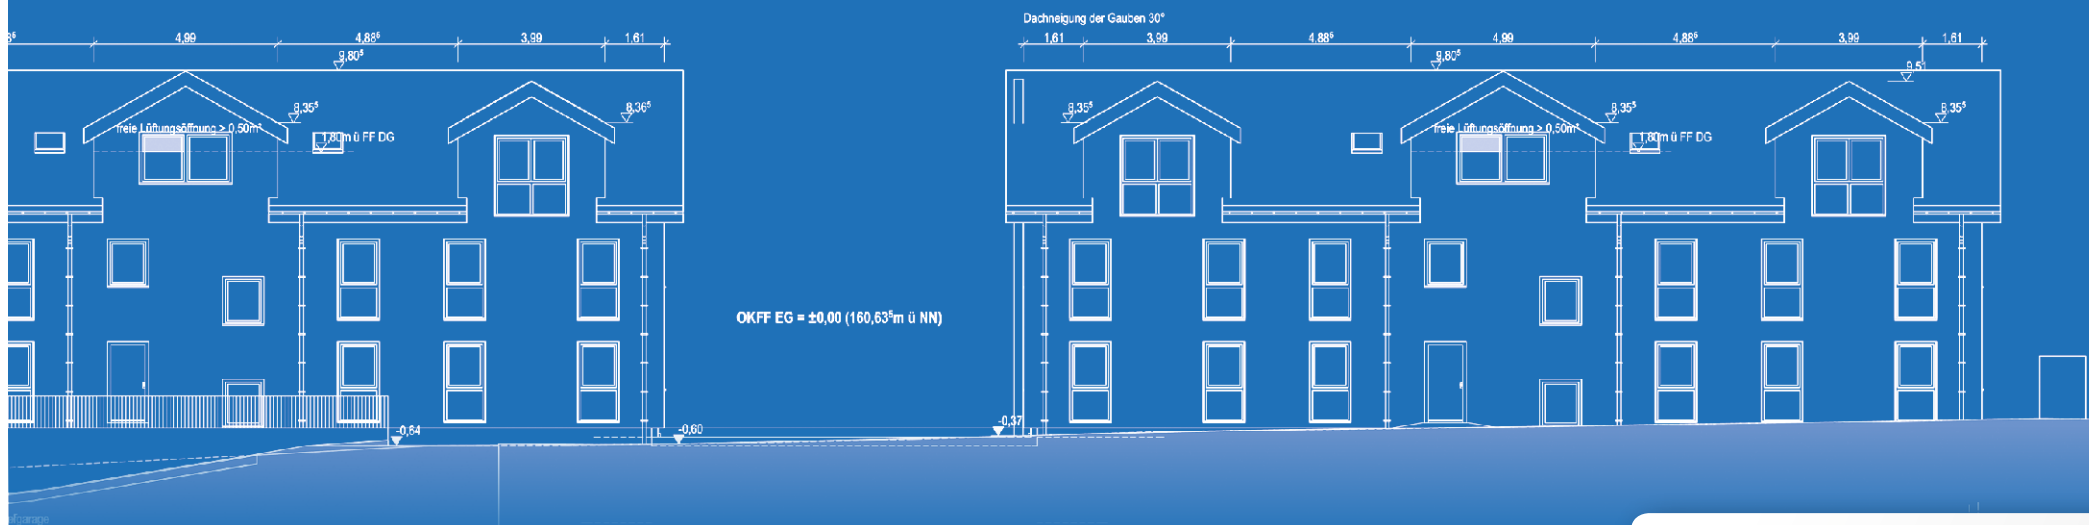 Dachneigung der Gauben 30°
4,99 4,88⁵ 3,99 1,61
1,61 3,99 4,88⁵ 4,99 4,88⁵ 3,99 1,61
9,80⁵
9,80⁵
9,51
8,35⁵
8,36⁵
8,35⁵
8,35⁵
8,35⁵
freie Lüftungsöffnung > 0,50m²
1,80m ü FF DG
freie Lüftungsöffnung > 0,50m²
1,80m ü FF DG
OKFF EG = ±0,00 (160,63⁵m ü NN)
-0,64
-0,60
-0,37